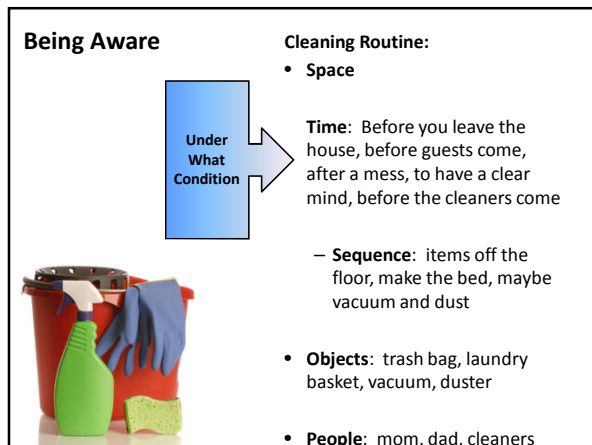 Being Aware
Under
What
Condition
Cleaning Routine:
• Space
Time: Before you leave the
house, before guests come,
after a mess, to have a clear
mind, before the cleaners come
– Sequence: items off the
floor, make the bed, maybe
vacuum and dust
• Objects: trash bag, laundry
basket, vacuum, duster
• People: mom, dad, cleaners